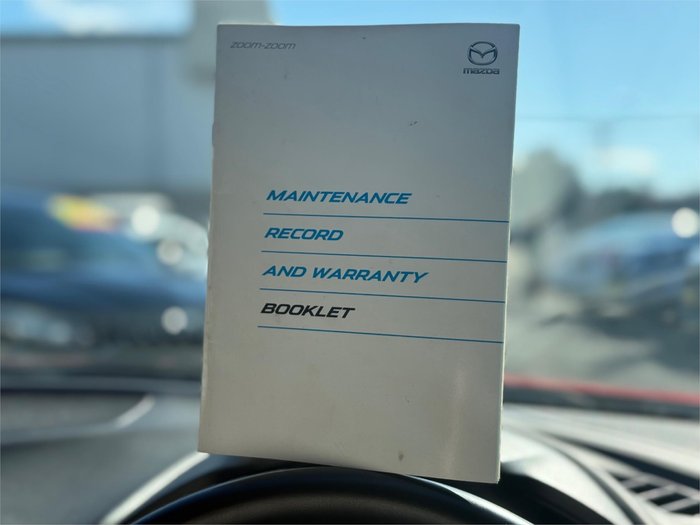 zoom-zoom
mazda
MAINTENANCE
RECORD
AND WARRANTY
BOOKLET